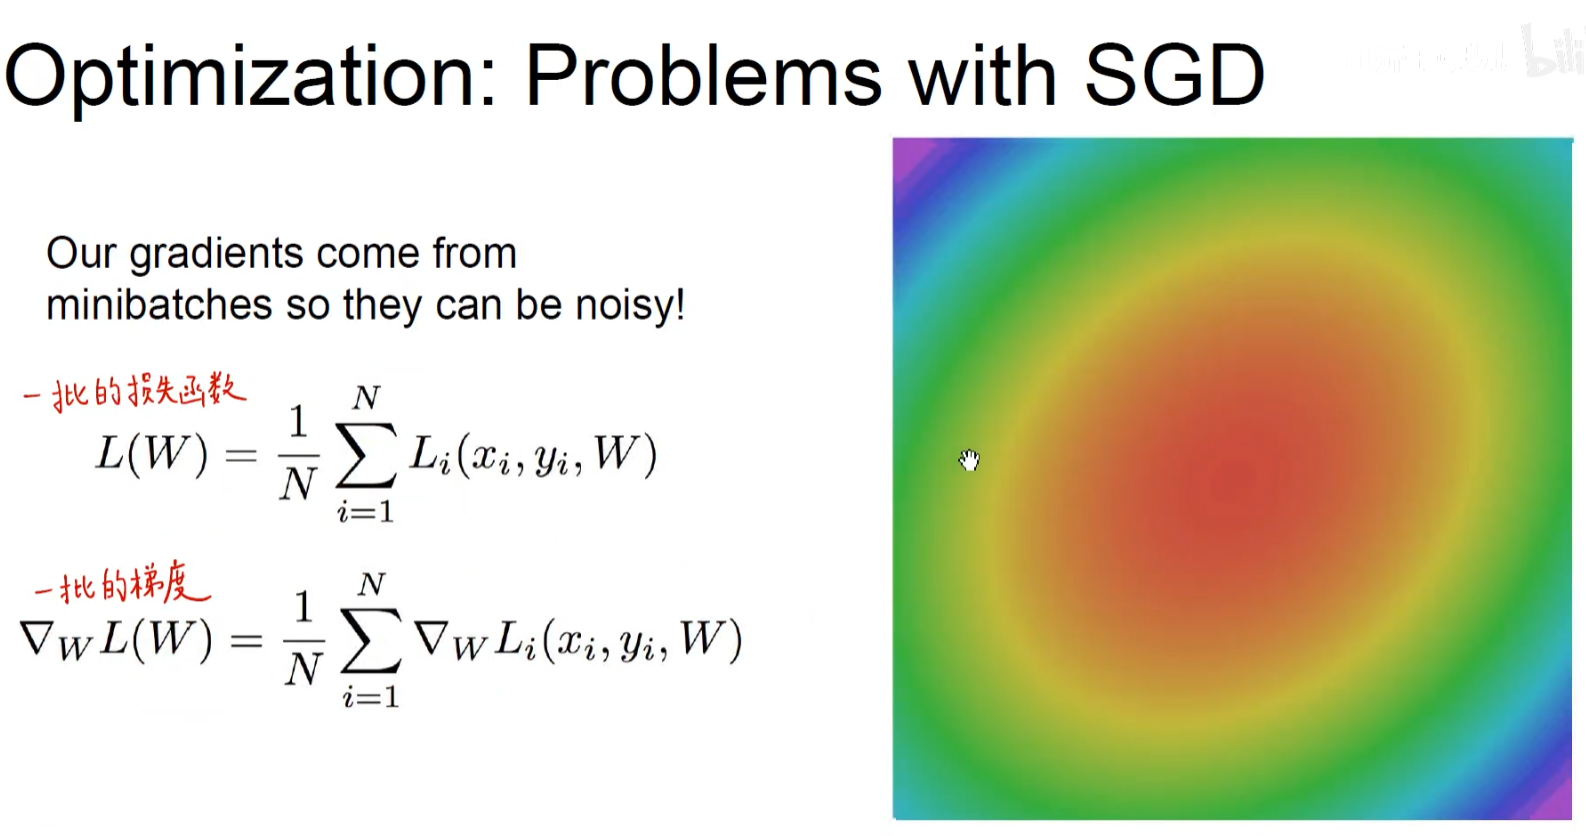 Optimization: Problems with SGD
bili
Our gradients come from
minibatches so they can be noisy!
一批的损失函数
L(W) = \frac{1}{N} \sum_{i=1}^{N} L_i(x_i, y_i, W)
一批的梯度
\nabla_W L(W) = \frac{1}{N} \sum_{i=1}^{N} \nabla_W L_i(x_i, y_i, W)